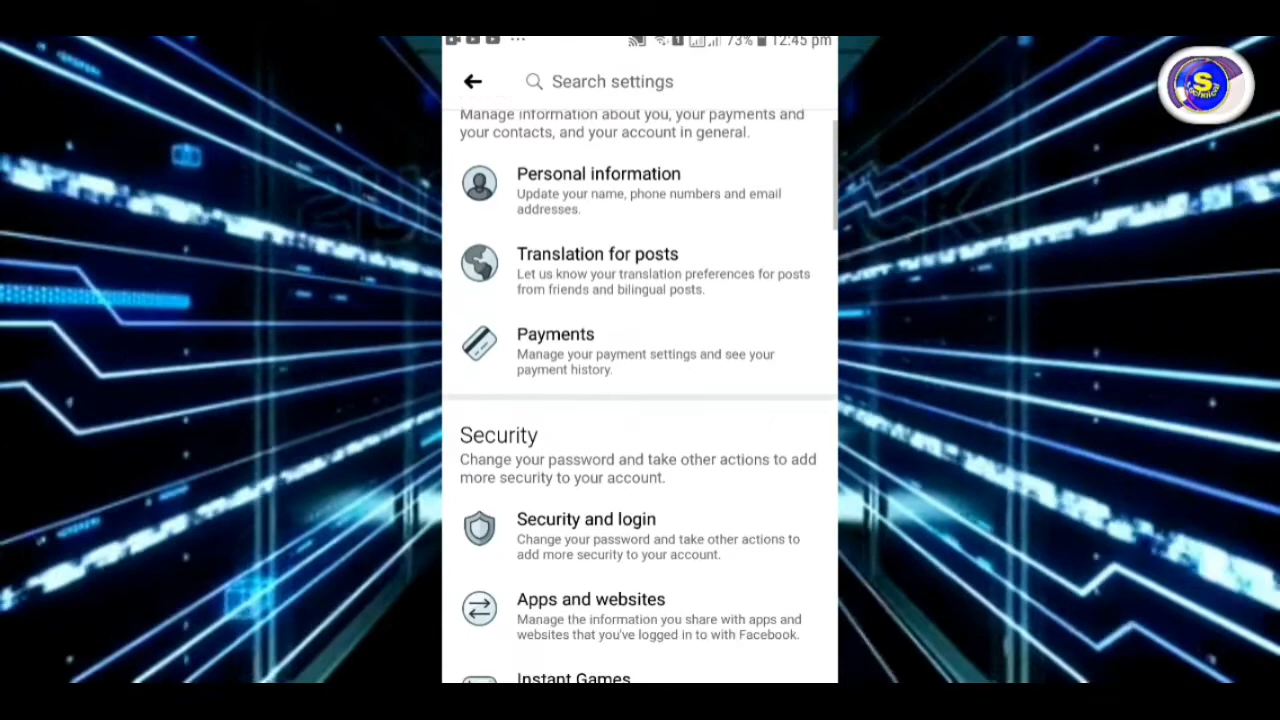 73% 12:45 pm
Search settings
S
Technical
Manage information about you, your payments and
your contacts, and your account in general.
Personal information
Update your name, phone numbers and email
addresses.
Translation for posts
Let us know your translation preferences for posts
from friends and bilingual posts.
Payments
Manage your payment settings and see your
payment history.
Security
Change your password and take other actions to add
more security to your account.
Security and login
Change your password and take other actions to
add more security to your account.
Apps and websites
Manage the information you share with apps and
websites that you've logged in to with Facebook.
Instant Games